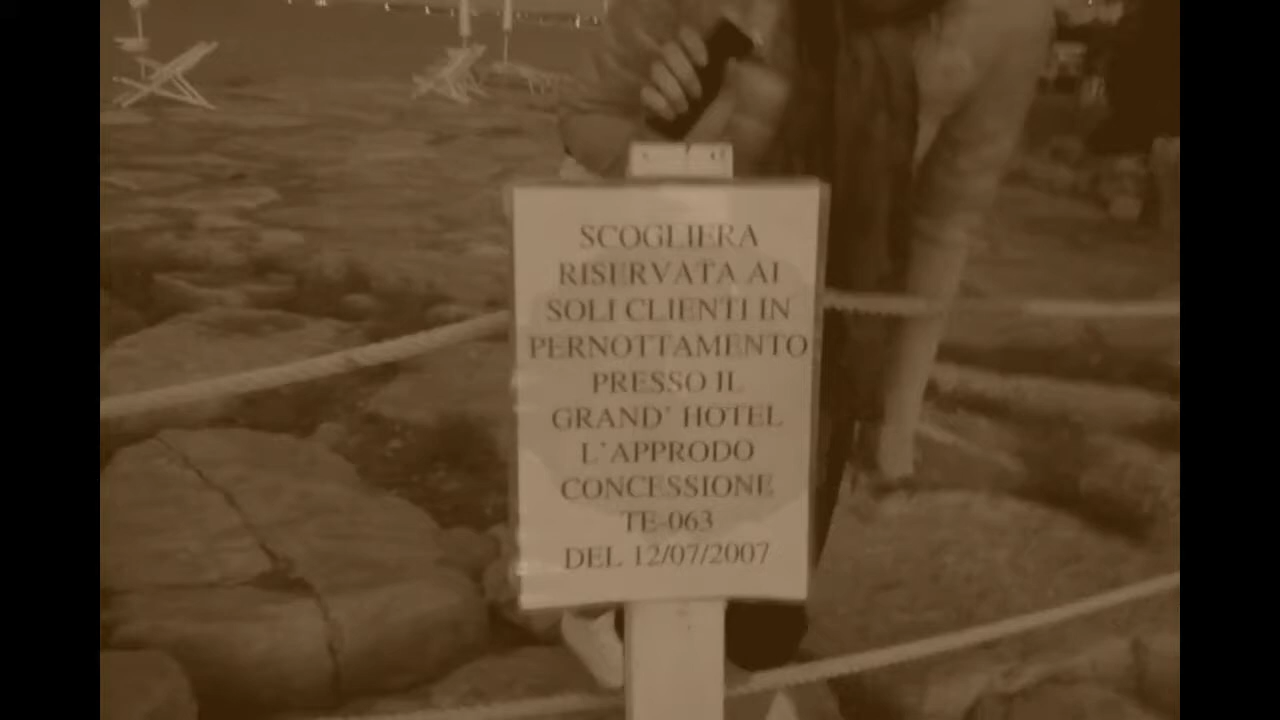 SCOGLIERA
RISERVATA AI
SOLI CLIENTI IN
PERNOTTAMENTO
PRESSO IL
GRAND' HOTEL
L'APPRODO
CONCESSIONE
TE-063
DEL 12/07/2007